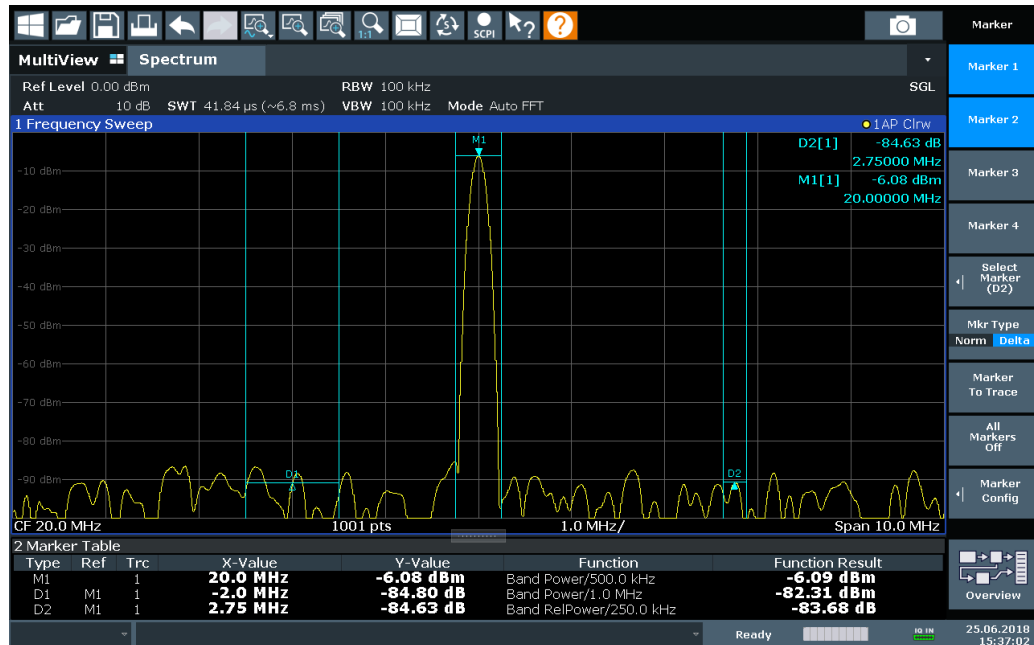 1:1
SCPI
?
?
Marker
MultiView Spectrum
Ref Level 0.00 dBm RBW 100 kHz SGL
Att 10 dB SWT 41.84 µs (~6.8 ms) VBW 100 kHz Mode Auto FFT
1 Frequency Sweep 1AP Clrw
M1
D2[1] -84.63 dB
2.75000 MHz
M1[1] -6.08 dBm
20.00000 MHz
-10 dBm
-20 dBm
-30 dBm
-40 dBm
-50 dBm
-60 dBm
-70 dBm
-80 dBm
-90 dBm
D1
D2
CF 20.0 MHz 1001 pts 1.0 MHz/ Span 10.0 MHz
2 Marker Table
Type Ref Trc X-Value Y-Value Function Function Result
M1 1 20.0 MHz -6.08 dBm Band Power/500.0 kHz -6.09 dBm
D1 M1 1 -2.0 MHz -84.80 dB Band Power/1.0 MHz -82.31 dBm
D2 M1 1 2.75 MHz -84.63 dB Band RelPower/250.0 kHz -83.68 dB
Marker 1
Marker 2
Marker 3
Marker 4
Select
Marker
(D2)
Mkr Type
Norm Delta
Marker
To Trace
All
Markers
Off
Marker
Config
Overview
Ready
IQ IN
25.06.2018
15:37:02